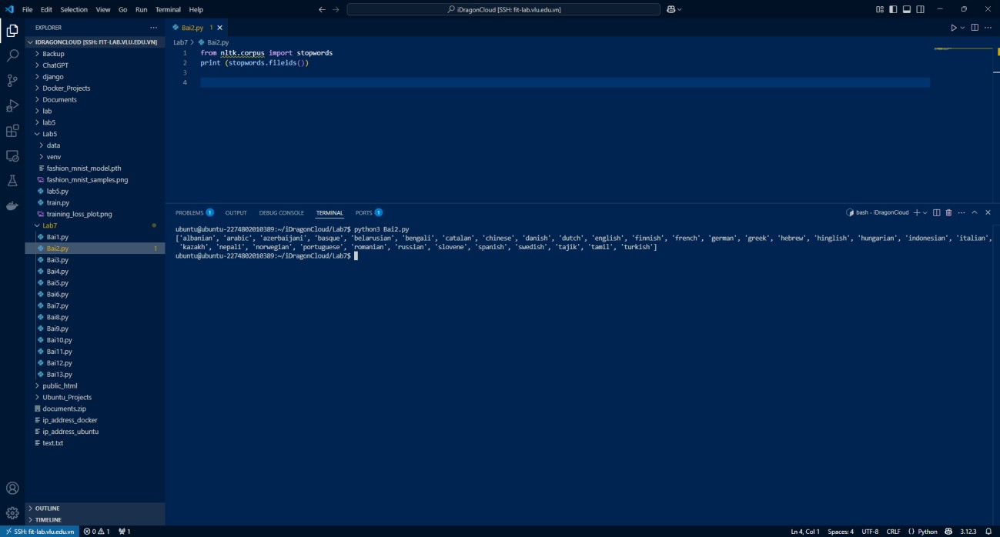 File Edit Selection View Go Run Terminal Help
iDragonCloud [SSH: fit-lab.vlu.edu.vn]
EXPLORER
IDRAGONCLOUD [SSH: FIT-LAB.VLU.EDU.VN]
Backup
ChatGPT
django
Docker_Projects
Documents
lab
lab5
Lab5
data
venv
fashion_mnist_model.pth
fashion_mnist_samples.png
lab5.py
train.py
training_loss_plot.png
Lab7
Bai1.py
Bai2.py 1
Bai3.py
Bai4.py
Bai5.py
Bai6.py
Bai7.py
Bai8.py
Bai9.py
Bai10.py
Bai11.py
Bai12.py
Bai13.py
public_html
Ubuntu_Projects
documents.zip
ip_address_docker
ip_address_ubuntu
text.txt
OUTLINE
TIMELINE
Bai2.py 1
Lab7 > Bai2.py
1 from nltk.corpus import stopwords
2 print (stopwords.fileids())
3
4
PROBLEMS 1 OUTPUT DEBUG CONSOLE TERMINAL PORTS 1
bash - iDragonCloud
ubuntu@ubuntu-2274802010389:~/iDragonCloud/Lab7$ python3 Bai2.py
['albanian', 'arabic', 'azerbaijani', 'basque', 'belarusian', 'bengali', 'catalan', 'chinese', 'danish', 'dutch', 'english', 'finnish', 'french', 'german', 'greek', 'hebrew', 'hinglish', 'hungarian', 'indonesian', 'italian',
'kazakh', 'nepali', 'norwegian', 'portuguese', 'romanian', 'russian', 'slovene', 'spanish', 'swedish', 'tajik', 'tamil', 'turkish']
ubuntu@ubuntu-2274802010389:~/iDragonCloud/Lab7$
SSH: fit-lab.vlu.edu.vn 0 1 1
Ln 4, Col 1 Spaces: 4 UTF-8 CRLF {} Python 3.12.3